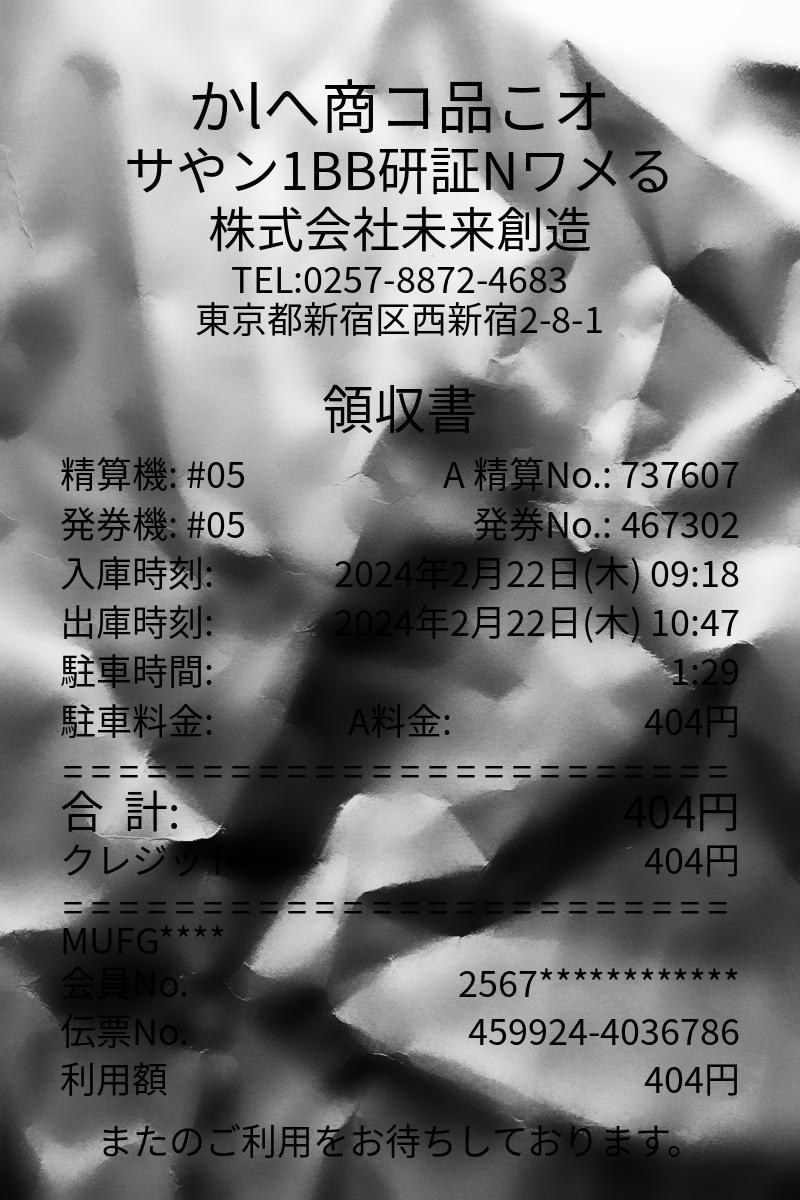 かlへ商コ品こオ
サやン1BB研証Nワメる
株式会社未来創造
TEL:0257-8872-4683
東京都新宿区西新宿2-8-1
領収書
精算機: #05 A 精算No.: 737607
発券機: #05 発券No.: 467302
入庫時刻: 2024年2月22日(木) 09:18
出庫時刻: 2024年2月22日(木) 10:47
駐車時間: 1:29
駐車料金: A料金: 404円
========================
合 計: 404円
クレジット 404円
========================
MUFG****
会員No. 2567************
伝票No. 459924-4036786
利用額 404円
またのご利用をお待ちしております。